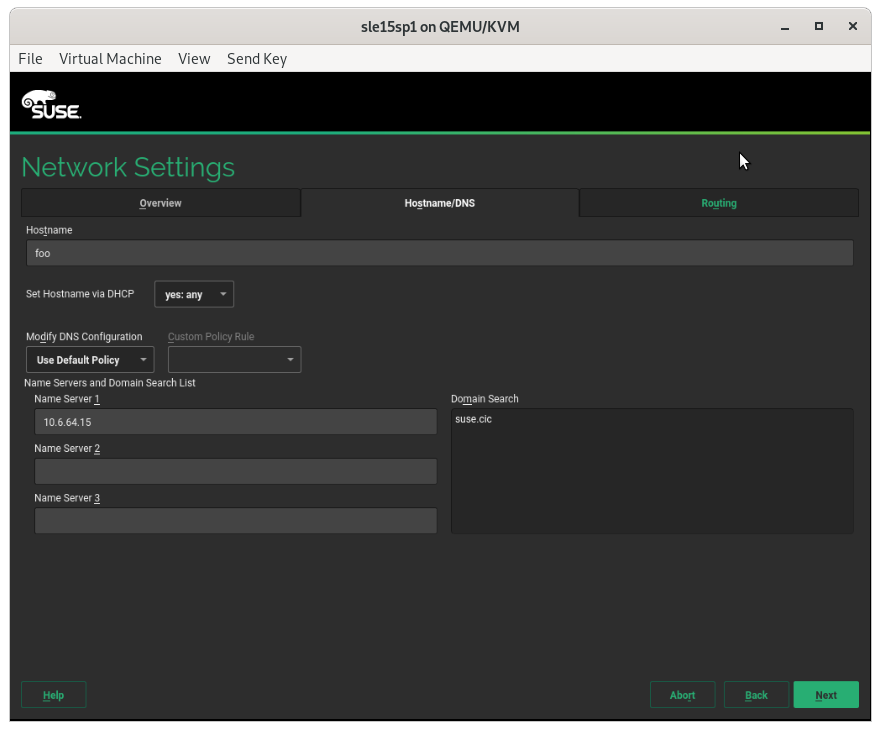 sle15sp1 on QEMU/KVM
File Virtual Machine View Send Key
SUSE.
Network Settings
Overview Hostname/DNS Routing
Hostname
foo
Set Hostname via DHCP yes: any
Modify DNS Configuration Custom Policy Rule
Use Default Policy
Name Servers and Domain Search List
Name Server 1 Domain Search
10.6.64.15 suse.cic
Name Server 2
Name Server 3
Help Abort Back Next